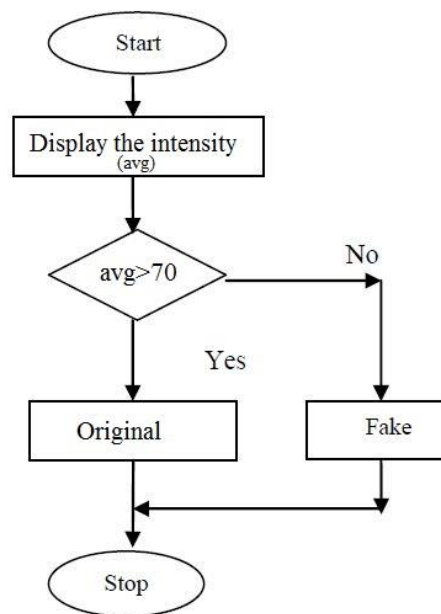 Start
Display the intensity
(avg)
avg>70
No
Yes
Original
Fake
Stop